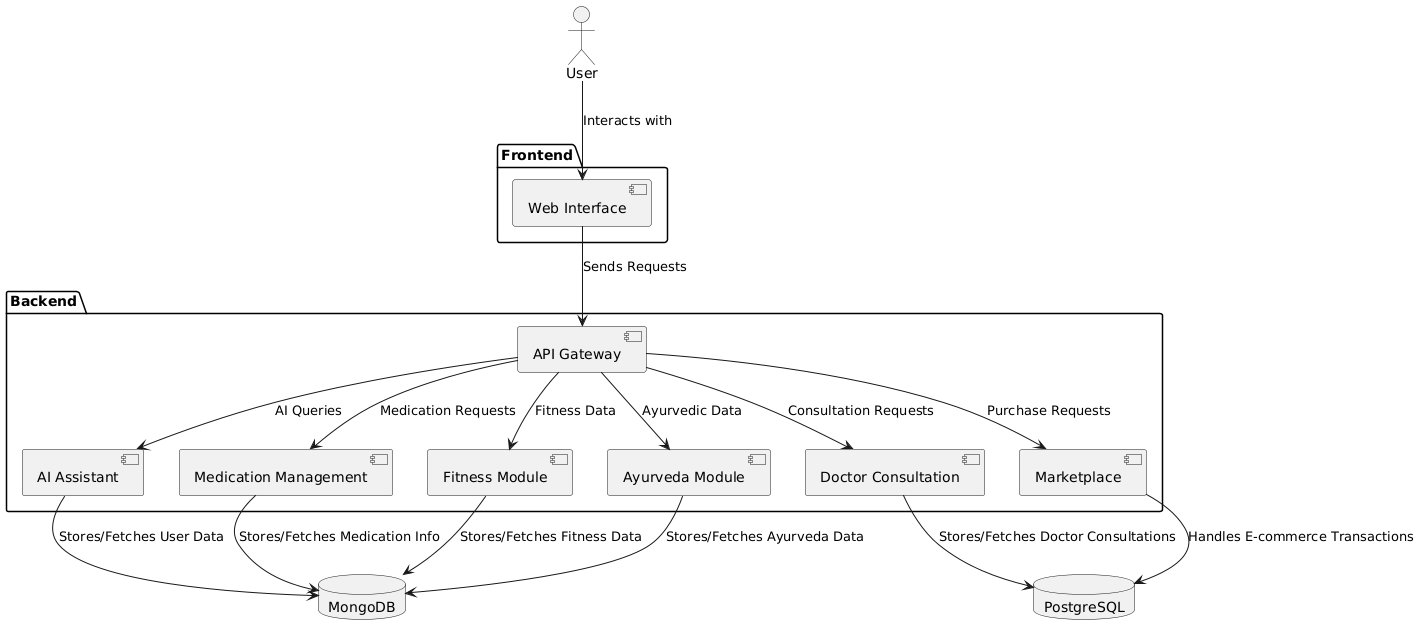 User
Interacts with
Frontend
Web Interface
Sends Requests
Backend
API Gateway
AI Queries
Medication Requests
Fitness Data
Ayurvedic Data
Consultation Requests
Purchase Requests
AI Assistant
Medication Management
Fitness Module
Ayurveda Module
Doctor Consultation
Marketplace
Stores/Fetches User Data
Stores/Fetches Medication Info
Stores/Fetches Fitness Data
Stores/Fetches Ayurveda Data
Stores/Fetches Doctor Consultations
Handles E-commerce Transactions
MongoDB
PostgreSQL